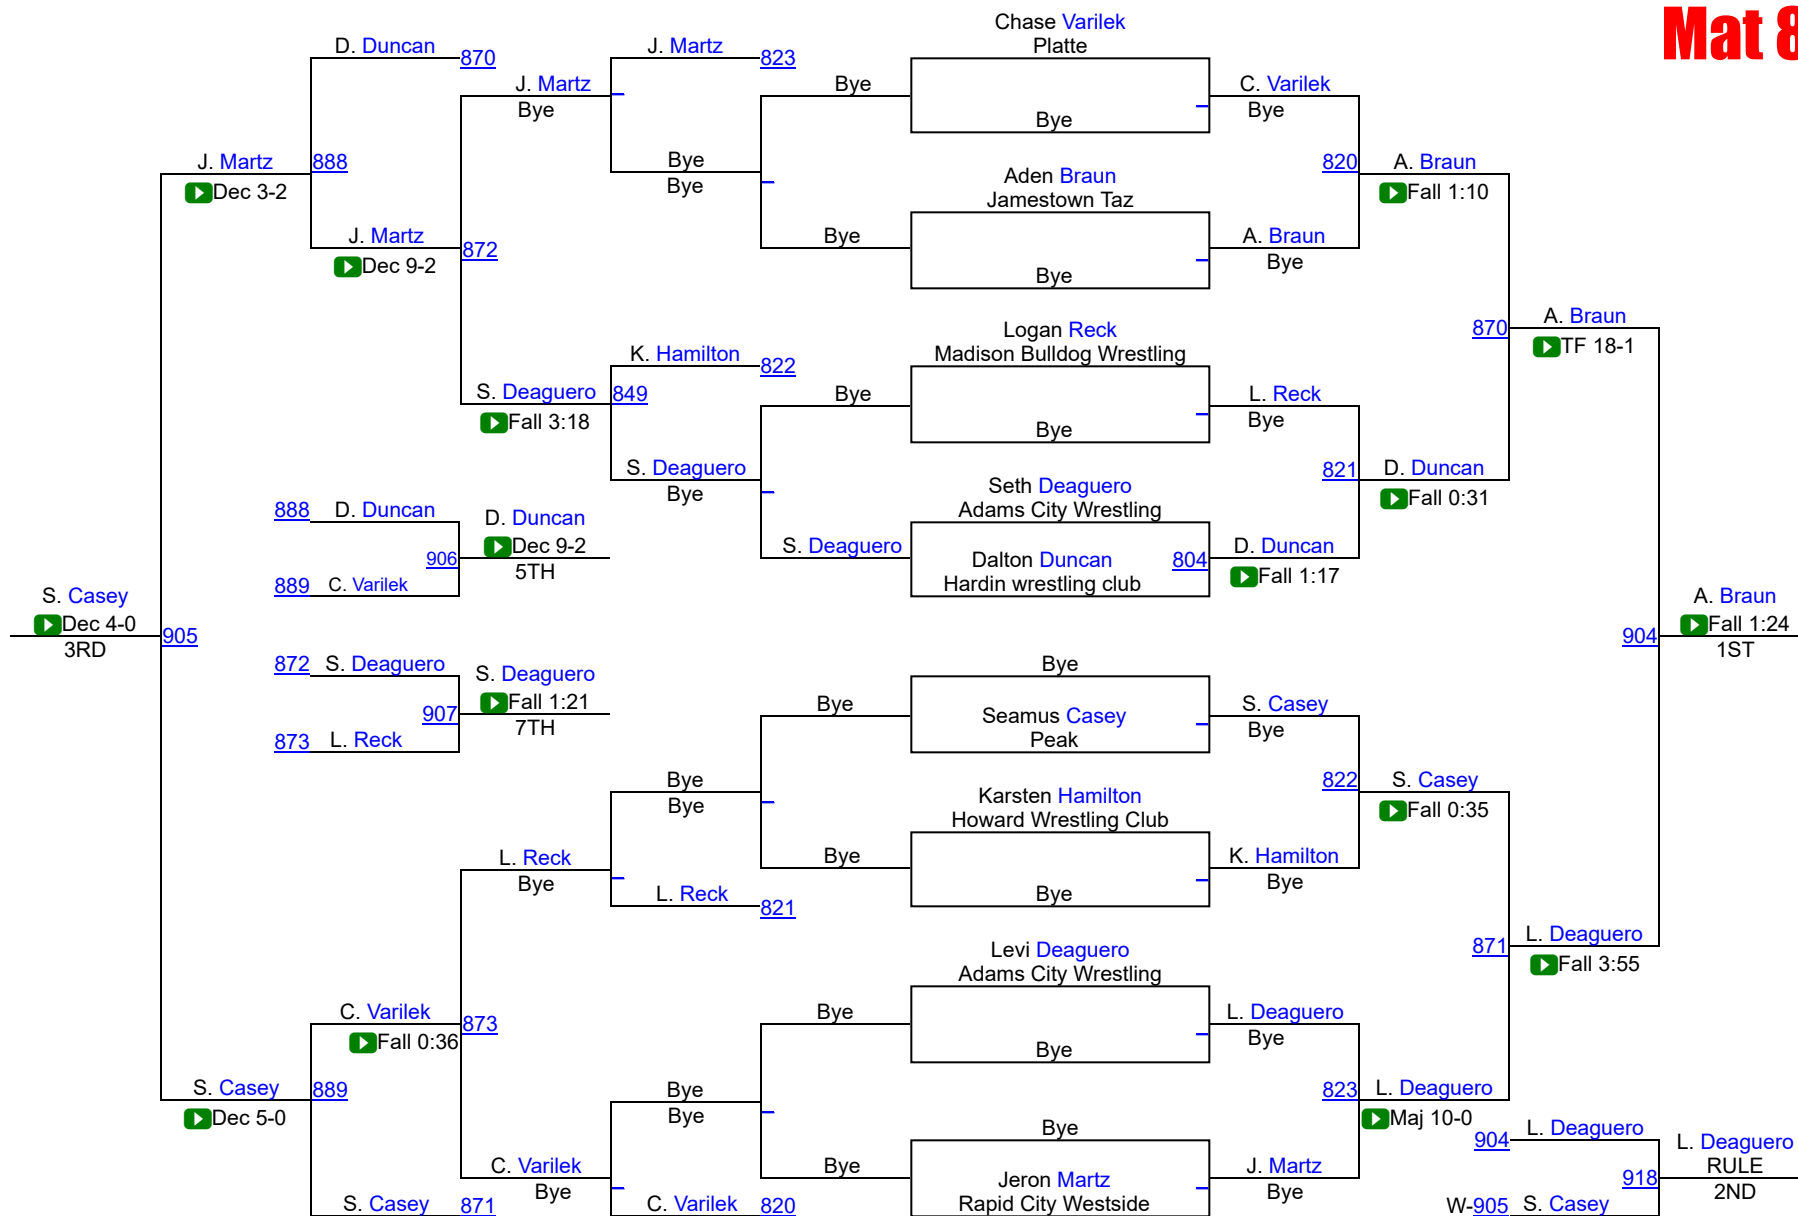 Mat 8
Chase Varilek
Platte
Bye
Aden Braun
Jamestown Taz
Bye
Logan Reck
Madison Bulldog Wrestling
Bye
Seth Deaguero
Adams City Wrestling
Dalton Duncan
Hardin wrestling club
804
Bye
Seamus Casey
Peak
Karsten Hamilton
Howard Wrestling Club
Bye
Levi Deaguero
Adams City Wrestling
Bye
Bye
Jeron Martz
Rapid City Westside
C. Varilek
Bye
820
A. Braun
Bye
L. Reck
Bye
821
D. Duncan
Fall 1:17
S. Casey
Bye
822
K. Hamilton
Bye
L. Deaguero
Bye
823
J. Martz
Bye
A. Braun
Fall 1:10
870
D. Duncan
Fall 0:31
S. Casey
Fall 0:35
871
L. Deaguero
Maj 10-0
A. Braun
TF 18-1
904
L. Deaguero
Fall 3:55
A. Braun
Fall 1:24
1ST
904
L. Deaguero
918
W-905
S. Casey
L. Deaguero
RULE
2ND
Bye
Bye
Bye
S. Deaguero
Bye
Bye
Bye
Bye
J. Martz
823
Bye
Bye
K. Hamilton
822
S. Deaguero
Bye
Bye
Bye
L. Reck
821
Bye
Bye
C. Varilek
820
J. Martz
Bye
S. Deaguero
849
Fall 3:18
L. Reck
Bye
C. Varilek
Bye
D. Duncan
870
J. Martz
872
Dec 9-2
C. Varilek
873
Fall 0:36
S. Casey
871
J. Martz
888
Dec 3-2
S. Casey
889
Dec 5-0
S. Casey
Dec 4-0
905
3RD
888
D. Duncan
906
889
C. Varilek
D. Duncan
Dec 9-2
5TH
872
S. Deaguero
907
873
L. Reck
S. Deaguero
Fall 1:21
7TH